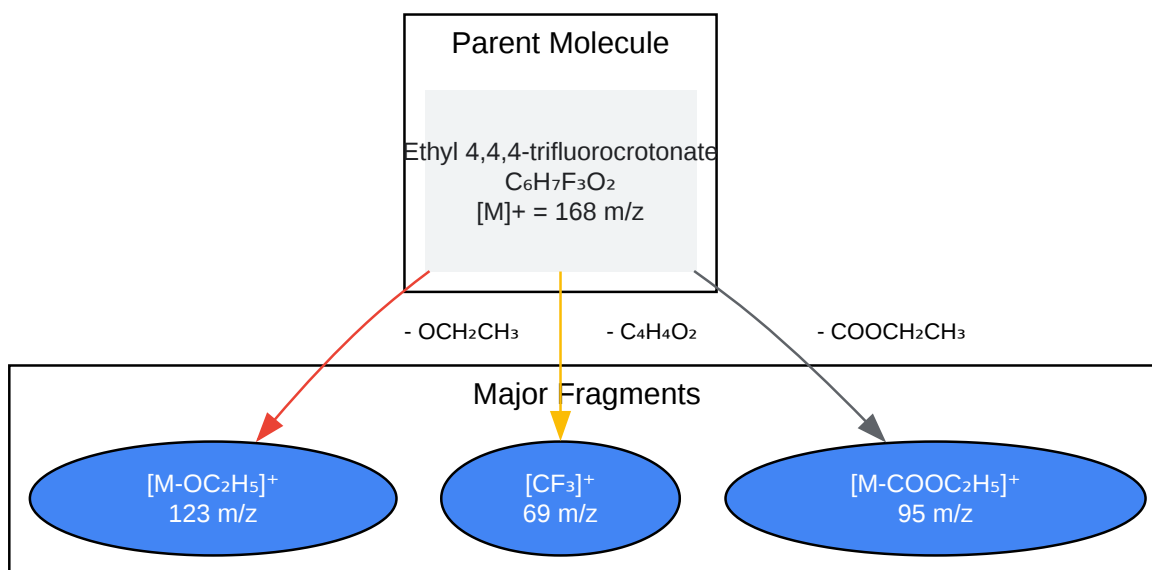 Parent Molecule
Ethyl 4,4,4-trifluorocrotonate
C₆H₇F₃O₂
[M]+ = 168 m/z
- OCH₂CH₃
- C₄H₄O₂
- COOCH₂CH₃
Major Fragments
[M-OC₂H₅]⁺
123 m/z
[CF₃]⁺
69 m/z
[M-COOC₂H₅]⁺
95 m/z